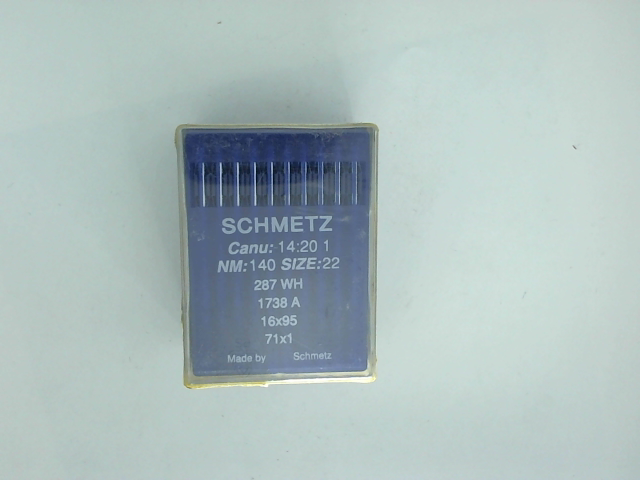 SCHMETZ
Canu: 14:20 1
NM:140 SIZE:22
287 WH
1738 A
16x95
71x1
Made by Schmetz